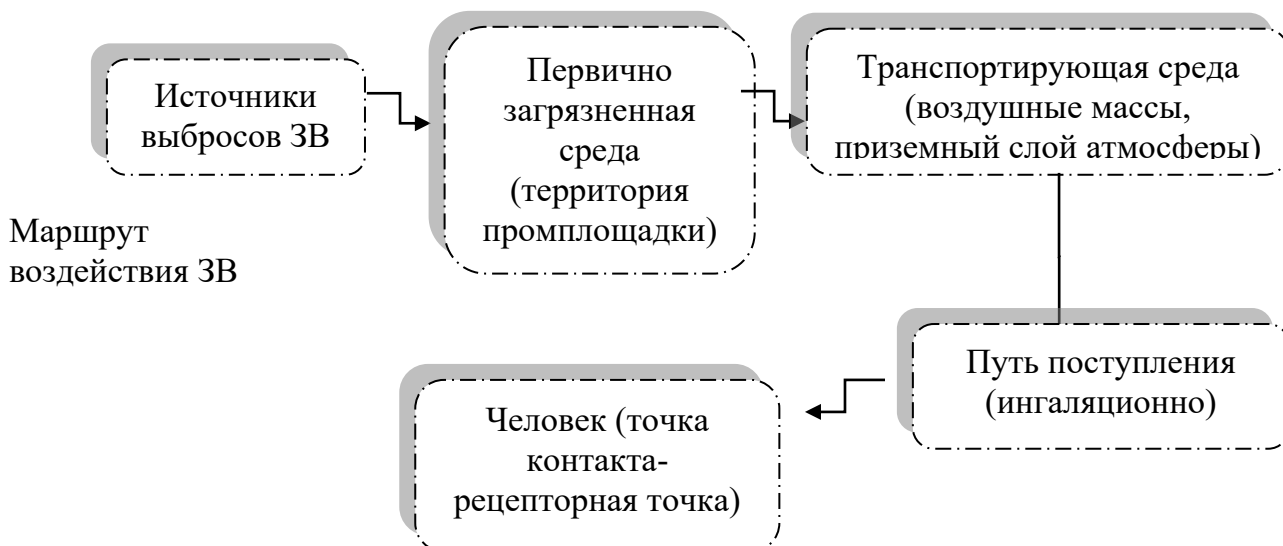 Источники
выбросов ЗВ
Первично
загрязненная
среда
(территория
промплощадки)
Транспортирующая среда
(воздушные массы,
приземный слой атмосферы)
Маршрут
воздействия ЗВ
Путь поступления
(ингаляционно)
Человек (точка
контакта-
рецепторная точка)